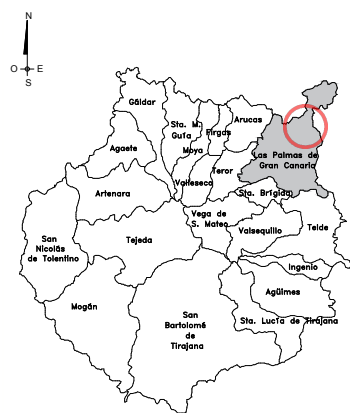 N
O
E
S
Gáldar
Sta. M.
Guía
Arucas
Firgas
Moya
Agaete
Las Palmas de
Gran Canaria
Teror
Valleseco
Artenara
Sta. Brígida
Vega de
S. Mateo
Telde
Valsequillo
San
Nicolás
de Tolentino
Tejeda
Ingenio
Agüimes
Mogán
San
Bartolomé
de
Tirajana
Sta. Lucía de Tirajana